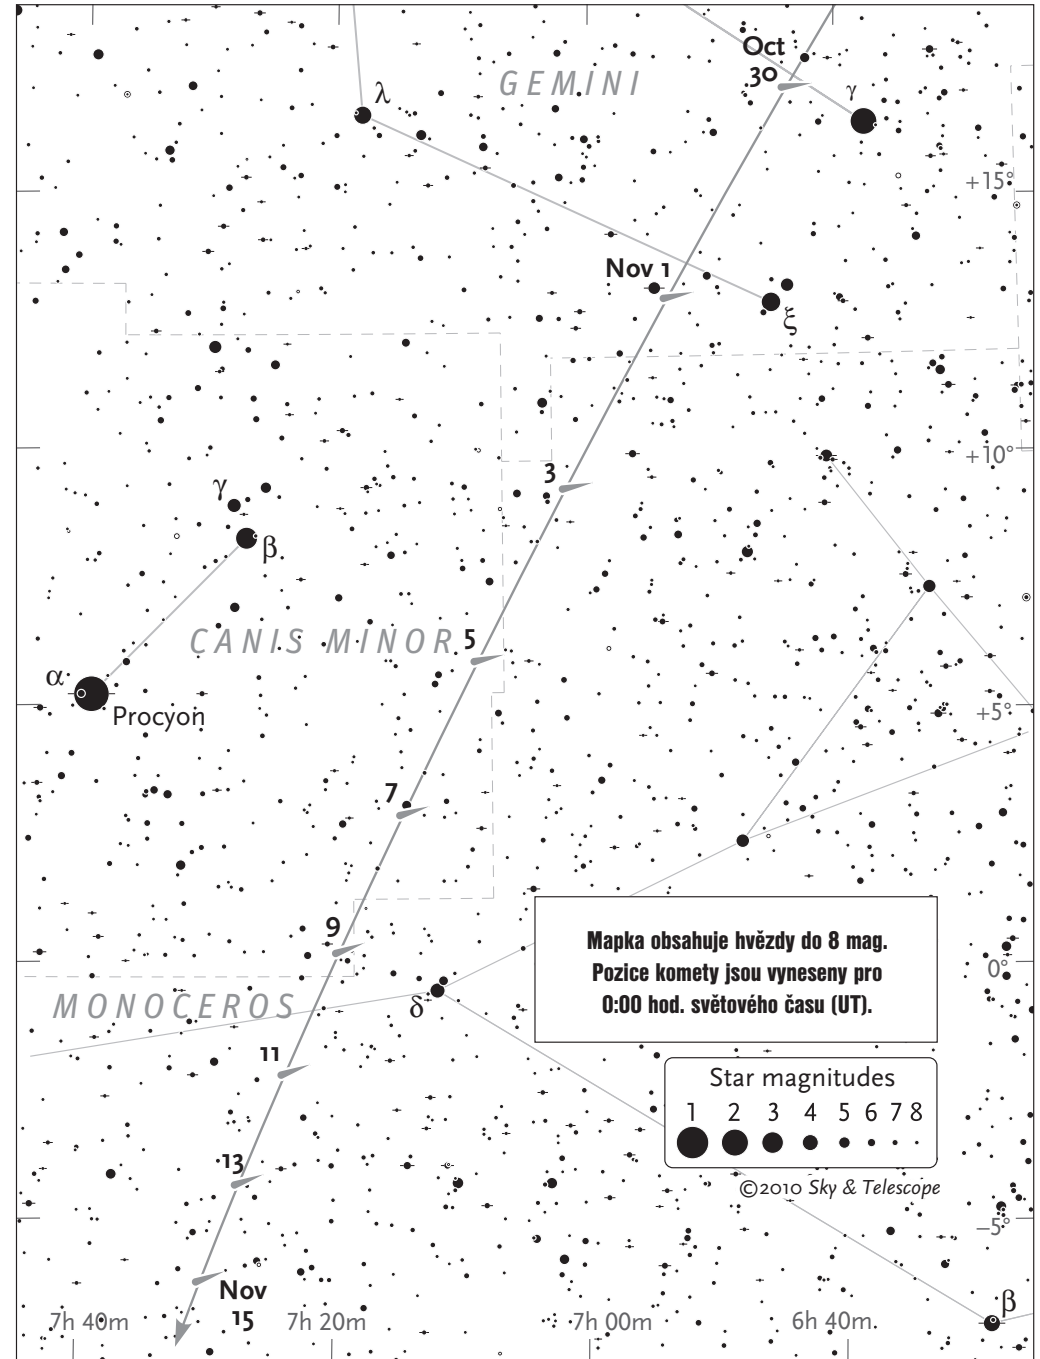 Oct
30
GEMINI
γ
λ
+15°
Nov 1
ξ
+10°
3
γ
β
CANIS MINOR
5
α
Procyon
+5°
7
9
Mapka obsahuje hvězdy do 8 mag.
Pozice komety jsou vyneseny pro
0:00 hod. světového času (UT).
0°
MONOCEROS
δ
11
Star magnitudes
1 2 3 4 5 6 7 8
13
©2010 Sky & Telescope
−5°
Nov
15
β
7h 40m
7h 20m
7h 00m
6h 40m